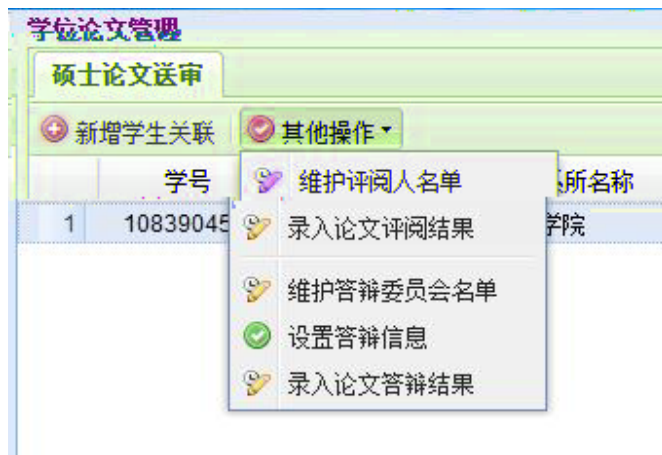 学位论文管理
硕士论文送审
新增学生关联 其他操作
学号 系所名称
1 10839045 学院
维护评阅人名单
录入论文评阅结果
维护答辩委员会名单
设置答辩信息
录入论文答辩结果